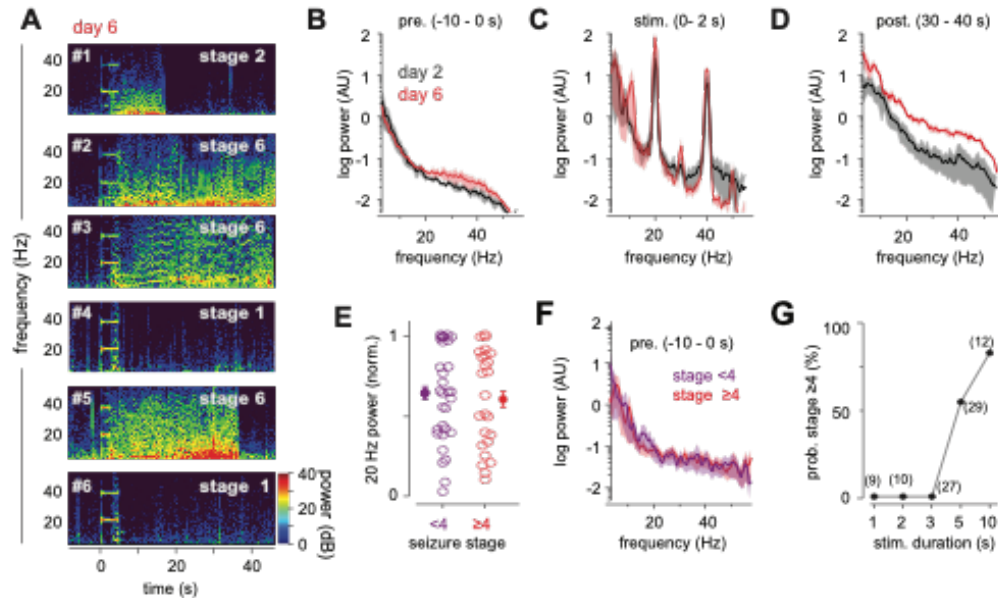 A
day 6
#1 stage 2
#2 stage 6
#3 stage 6
#4 stage 1
#5 stage 6
#6 stage 1
40
20
40
20
40
20
40
20
40
20
40
20
frequency (Hz)
0 20 40
time (s)
40
0
power (dB)
B
pre. (-10 - 0 s)
day 2
day 6
2
1
0
-1
-2
log power (AU)
20 40
frequency (Hz)
C
stim. (0- 2 s)
2
1
0
-1
-2
log power (AU)
20 40
frequency (Hz)
D
post. (30 - 40 s)
2
1
0
-1
-2
log power (AU)
20 40
frequency (Hz)
E
1
0
20 Hz power (norm.)
<4 ≥4
seizure stage
F
pre. (-10 - 0 s)
stage <4
stage ≥4
2
1
0
-1
-2
log power (AU)
20 40
frequency (Hz)
G
100
50
0
prob. stage ≥4 (%)
(9) (10) (27) (29) (12)
1 2 3 5 10
stim. duration (s)